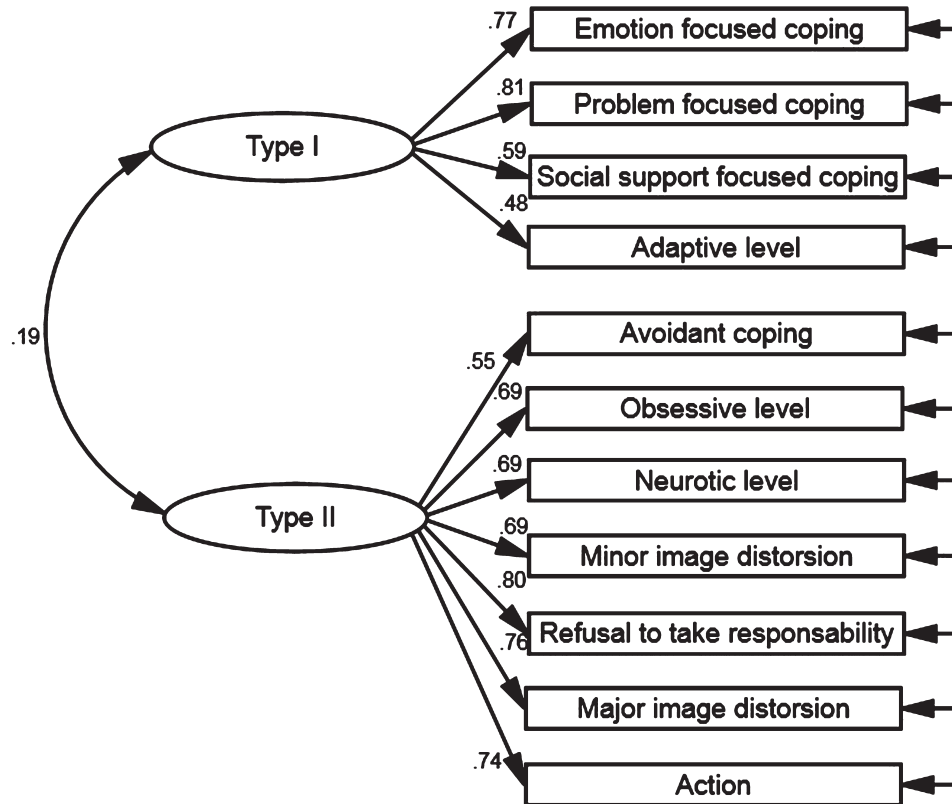 .77
Emotion focused coping
.81
Problem focused coping
Type I
.59
Social support focused coping
.48
Adaptive level
.19
Avoidant coping
.55
.69
Obsessive level
.69
Neurotic level
Type II
.69
Minor image distorsion
.80
Refusal to take responsability
.76
Major image distorsion
.74
Action